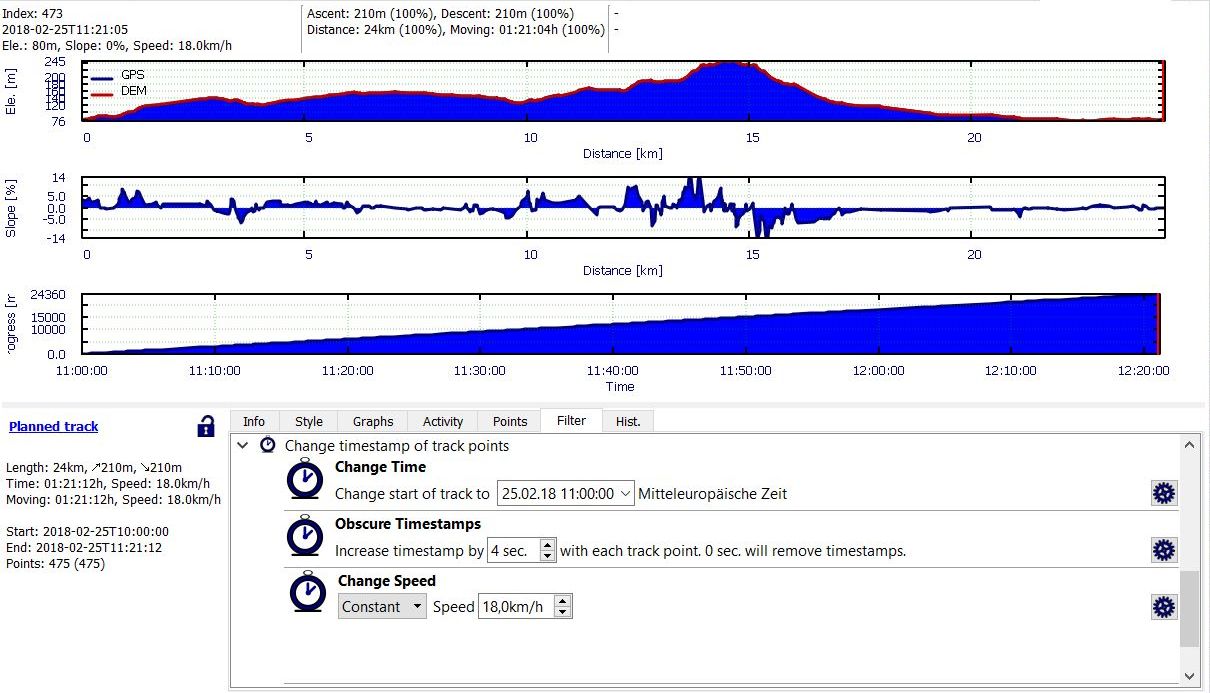 Index: 473
2018-02-25T11:21:05
Ele.: 80m, Slope: 0%, Speed: 18.0km/h
Ascent: 210m (100%), Descent: 210m (100%)
Distance: 24km (100%), Moving: 01:21:04h (100%)
-
-
Ele. [m]
245
200
180
160
140
120
76
GPS
DEM
0 5 10 15 20
Distance [km]
Slope [%]
14
5.0
0.0
-5.0
-14
0 5 10 15 20
Distance [km]
rogress [m
24360
15000
10000
0.0
11:00:00 11:10:00 11:20:00 11:30:00 11:40:00 11:50:00 12:00:00 12:10:00 12:20:00
Time
Planned track
Length: 24km, ↗210m, ↘210m
Time: 01:21:12h, Speed: 18.0km/h
Moving: 01:21:12h, Speed: 18.0km/h
Start: 2018-02-25T10:00:00
End: 2018-02-25T11:21:12
Points: 475 (475)
Info Style Graphs Activity Points Filter Hist.
Change timestamp of track points
Change Time
Change start of track to 25.02.18 11:00:00 Mitteleuropäische Zeit
Obscure Timestamps
Increase timestamp by 4 sec. with each track point. 0 sec. will remove timestamps.
Change Speed
Constant Speed 18,0km/h